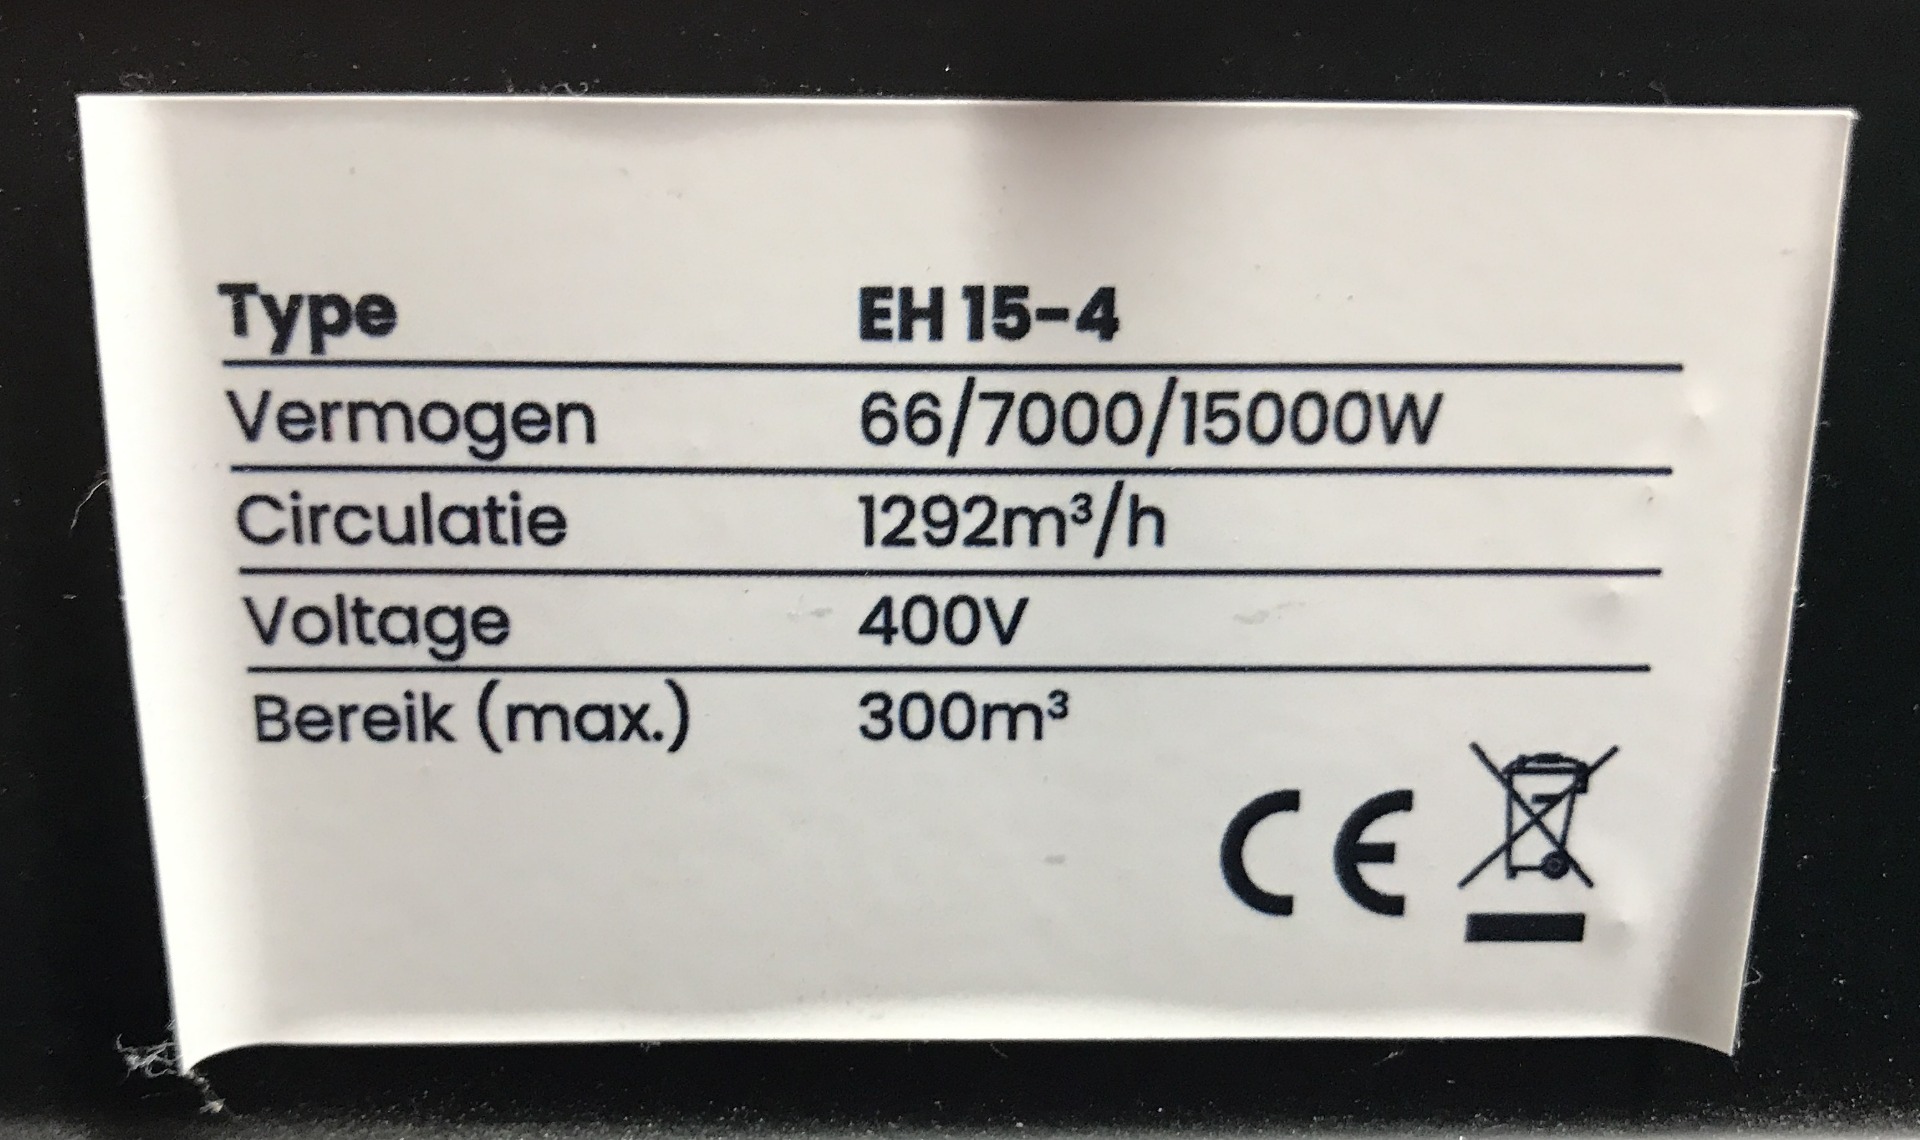 Type EH 15-4
Vermogen 66/7000/15000W
Circulatie 1292m³/h
Voltage 400V
Bereik (max.) 300m³
CE